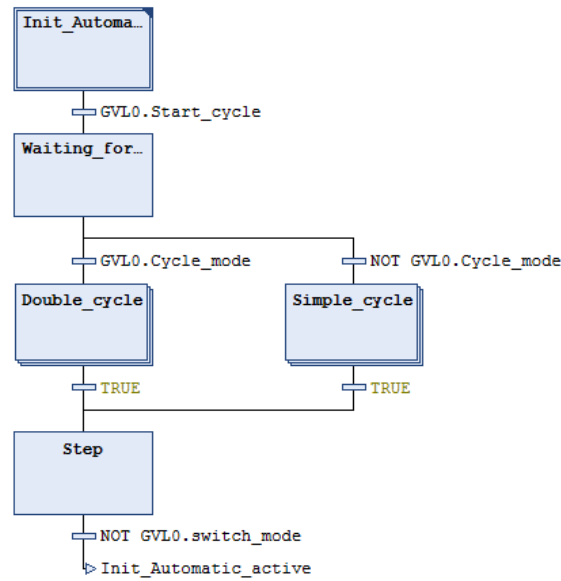 Init_Automa…
GVL0.Start_cycle
Waiting_for…
GVL0.Cycle_mode
NOT GVL0.Cycle_mode
Double_cycle
Simple_cycle
TRUE
TRUE
Step
NOT GVL0.switch_mode
Init_Automatic_active